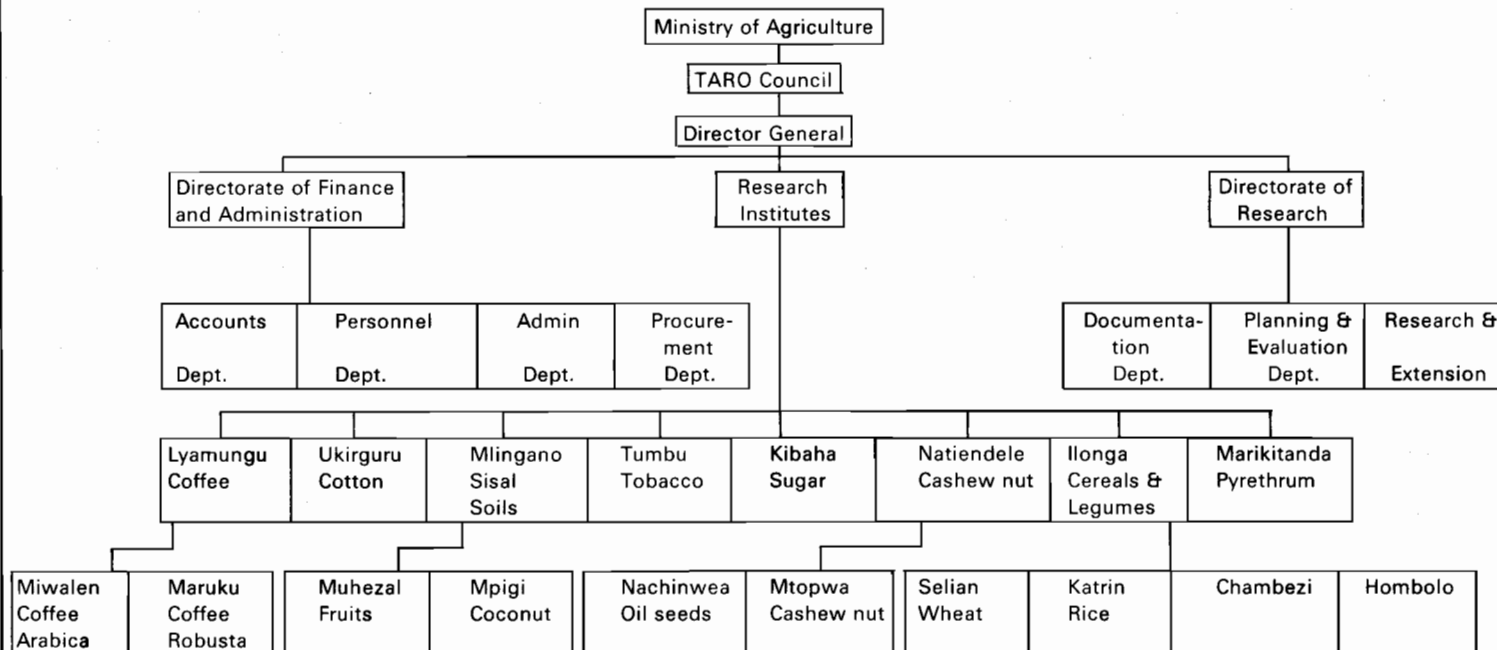 Ministry of Agriculture
TARO Council
Director General
Directorate of Finance
and Administration
Research
Institutes
Directorate of
Research
Accounts
Dept.
Personnel
Dept.
Admin
Dept.
Procure-
ment
Dept.
Documenta-
tion
Dept.
Planning &
Evaluation
Dept.
Research &
Extension
Lyamungu
Coffee
Ukirguru
Cotton
Mlingano
Sisal
Soils
Tumbu
Tobacco
Kibaha
Sugar
Natiendele
Cashew nut
Ilonga
Cereals &
Legumes
Marikitanda
Pyrethrum
Miwalen
Coffee
Arabica
Maruku
Coffee
Robusta
Muhezal
Fruits
Mpigi
Coconut
Nachinwea
Oil seeds
Mtopwa
Cashew nut
Selian
Wheat
Katrin
Rice
Chambezi
Hombolo